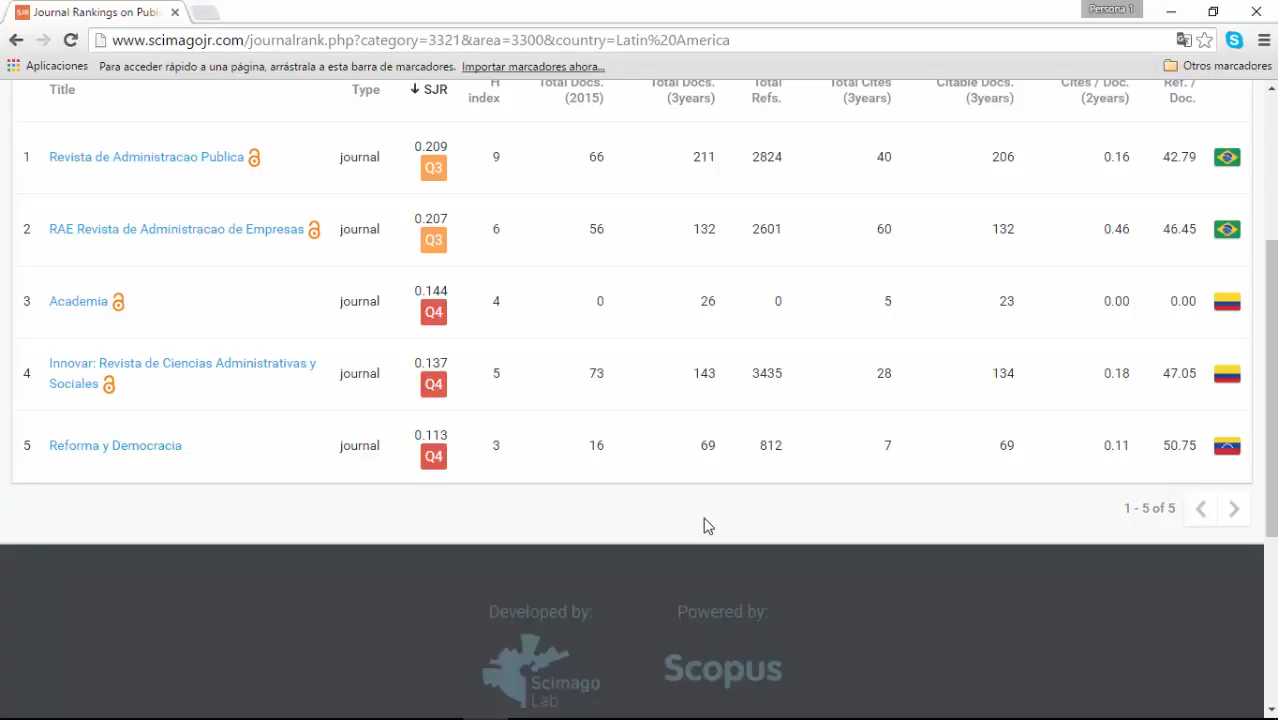 Journal Rankings on Publ
Persona 1
www.scimagojr.com/journalrank.php?category=3321&area=3300&country=Latin%20America
Aplicaciones Para acceder rápido a una página, arrástrala a esta barra de marcadores. Importar marcadores ahora... Otros marcadores
Title Type SJR H index Total Docs. (2015) Total Docs. (3years) Total Refs. Total Cites (3years) Citable Docs. (3years) Cites / Doc. (2years) Ref. / Doc.
1 Revista de Administracao Publica journal 0.209 Q3 9 66 211 2824 40 206 0.16 42.79
2 RAE Revista de Administracao de Empresas journal 0.207 Q3 6 56 132 2601 60 132 0.46 46.45
3 Academia journal 0.144 Q4 4 0 26 0 5 23 0.00 0.00
4 Innovar: Revista de Ciencias Administrativas y Sociales journal 0.137 Q4 5 73 143 3435 28 134 0.18 47.05
5 Reforma y Democracia journal 0.113 Q4 3 16 69 812 7 69 0.11 50.75
1 - 5 of 5
Developed by: Powered by:
Scimago Lab
Scopus